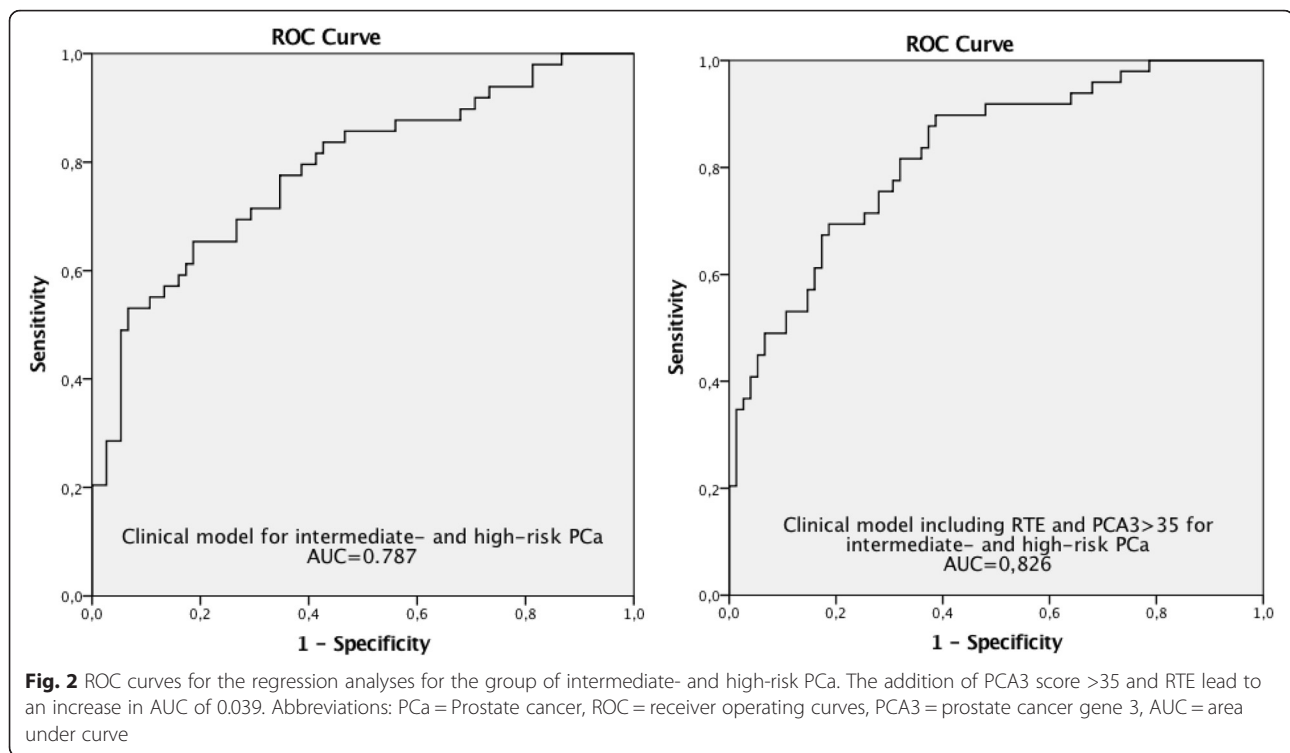 ROC Curve
1,0
0,8
0,6
0,4
0,2
0,0
Sensitivity
Clinical model for intermediate- and high-risk PCa
AUC=0.787
0,0 0,2 0,4 0,6 0,8 1,0
1 - Specificity
ROC Curve
1,0
0,8
0,6
0,4
0,2
0,0
Sensitivity
Clinical model including RTE and PCA3>35 for
intermediate- and high-risk PCa
AUC=0,826
0,0 0,2 0,4 0,6 0,8 1,0
1 - Specificity
Fig. 2 ROC curves for the regression analyses for the group of intermediate- and high-risk PCa. The addition of PCA3 score >35 and RTE lead to
an increase in AUC of 0.039. Abbreviations: PCa = Prostate cancer, ROC = receiver operating curves, PCA3 = prostate cancer gene 3, AUC = area
under curve